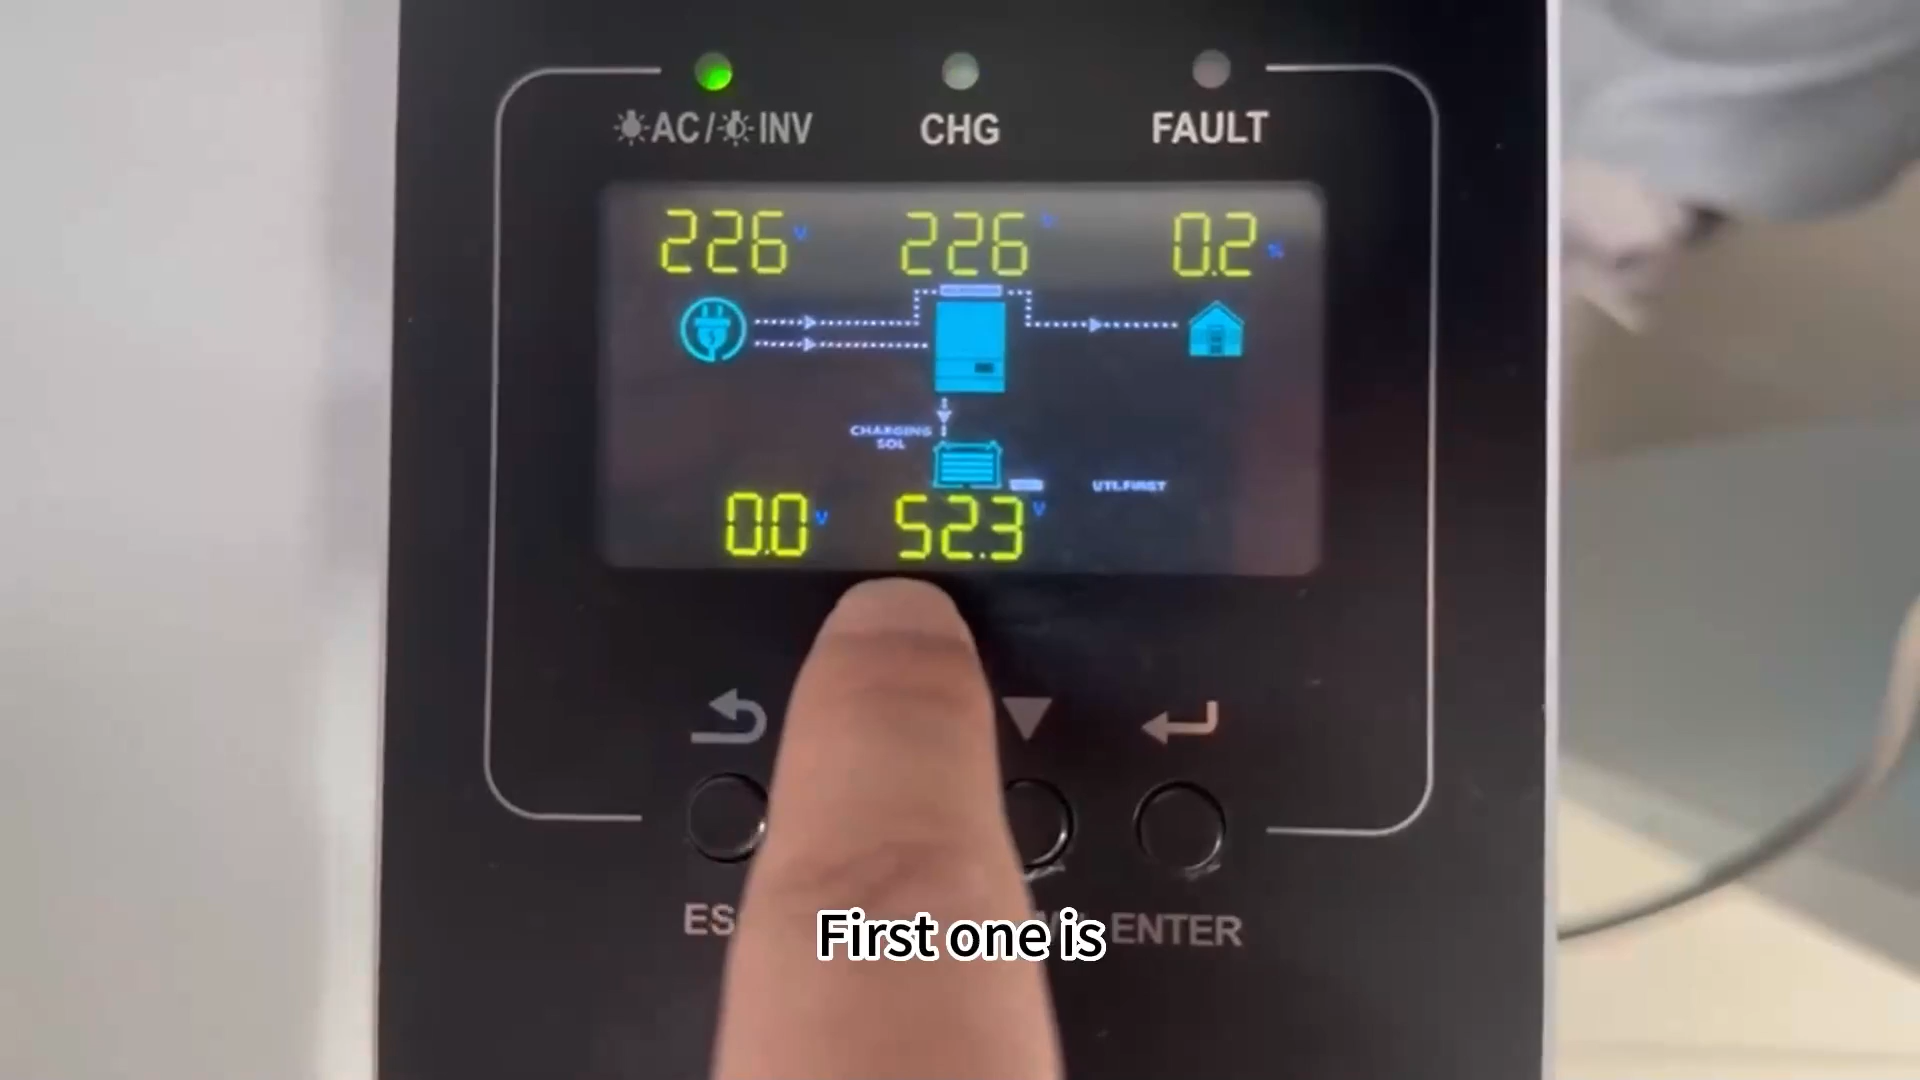 AC/ INV
CHG
FAULT
226 V
226
0.2 %
CHARGING
SOL
UTI.FIRST
0.0 V
52.3 V
ENTER
First one is